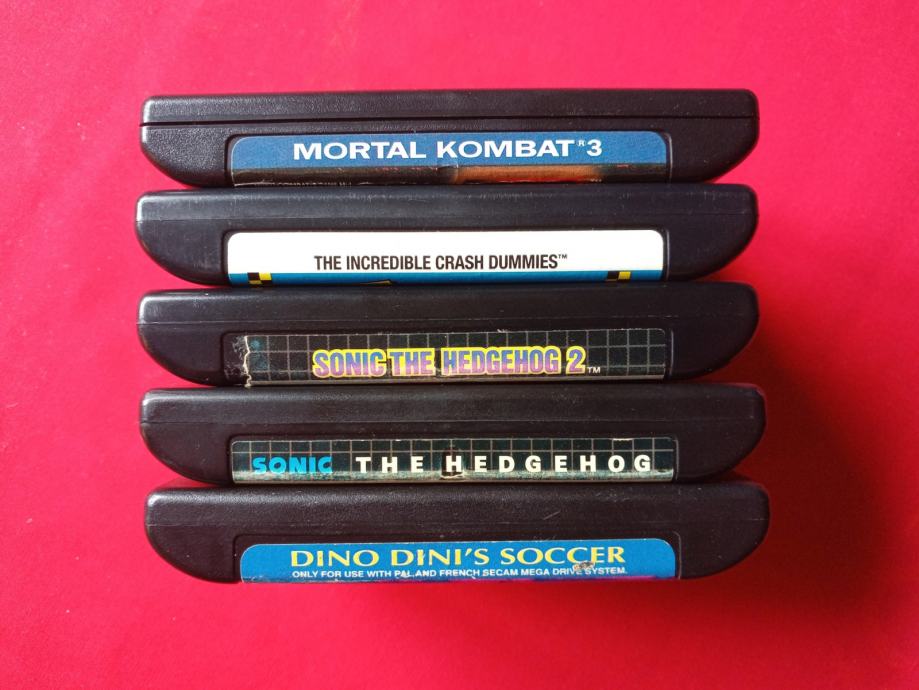 MORTAL KOMBAT® 3
THE INCREDIBLE CRASH DUMMIES™
SONIC THE HEDGEHOG 2™
SONIC THE HEDGEHOG
DINO DINI'S SOCCER
ONLY FOR USE WITH PAL AND FRENCH SECAM MEGA DRIVE SYSTEM.